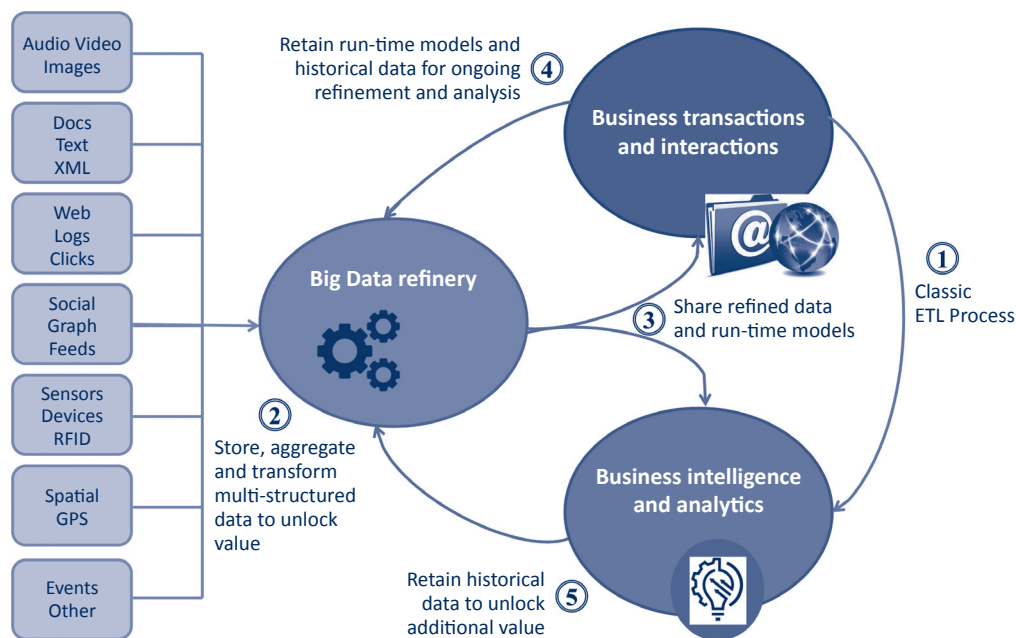 Audio Video
Images
Docs
Text
XML
Web
Logs
Clicks
Social
Graph
Feeds
Sensors
Devices
RFID
Spatial
GPS
Events
Other
Retain run-time models and
historical data for ongoing
refinement and analysis
4
Business transactions
and interactions
@
1
Classic
ETL Process
Big Data refinery
3
Share refined data
and run-time models
2
Store, aggregate
and transform
multi-structured
data to unlock
value
Business intelligence
and analytics
Retain historical
data to unlock
additional value
5